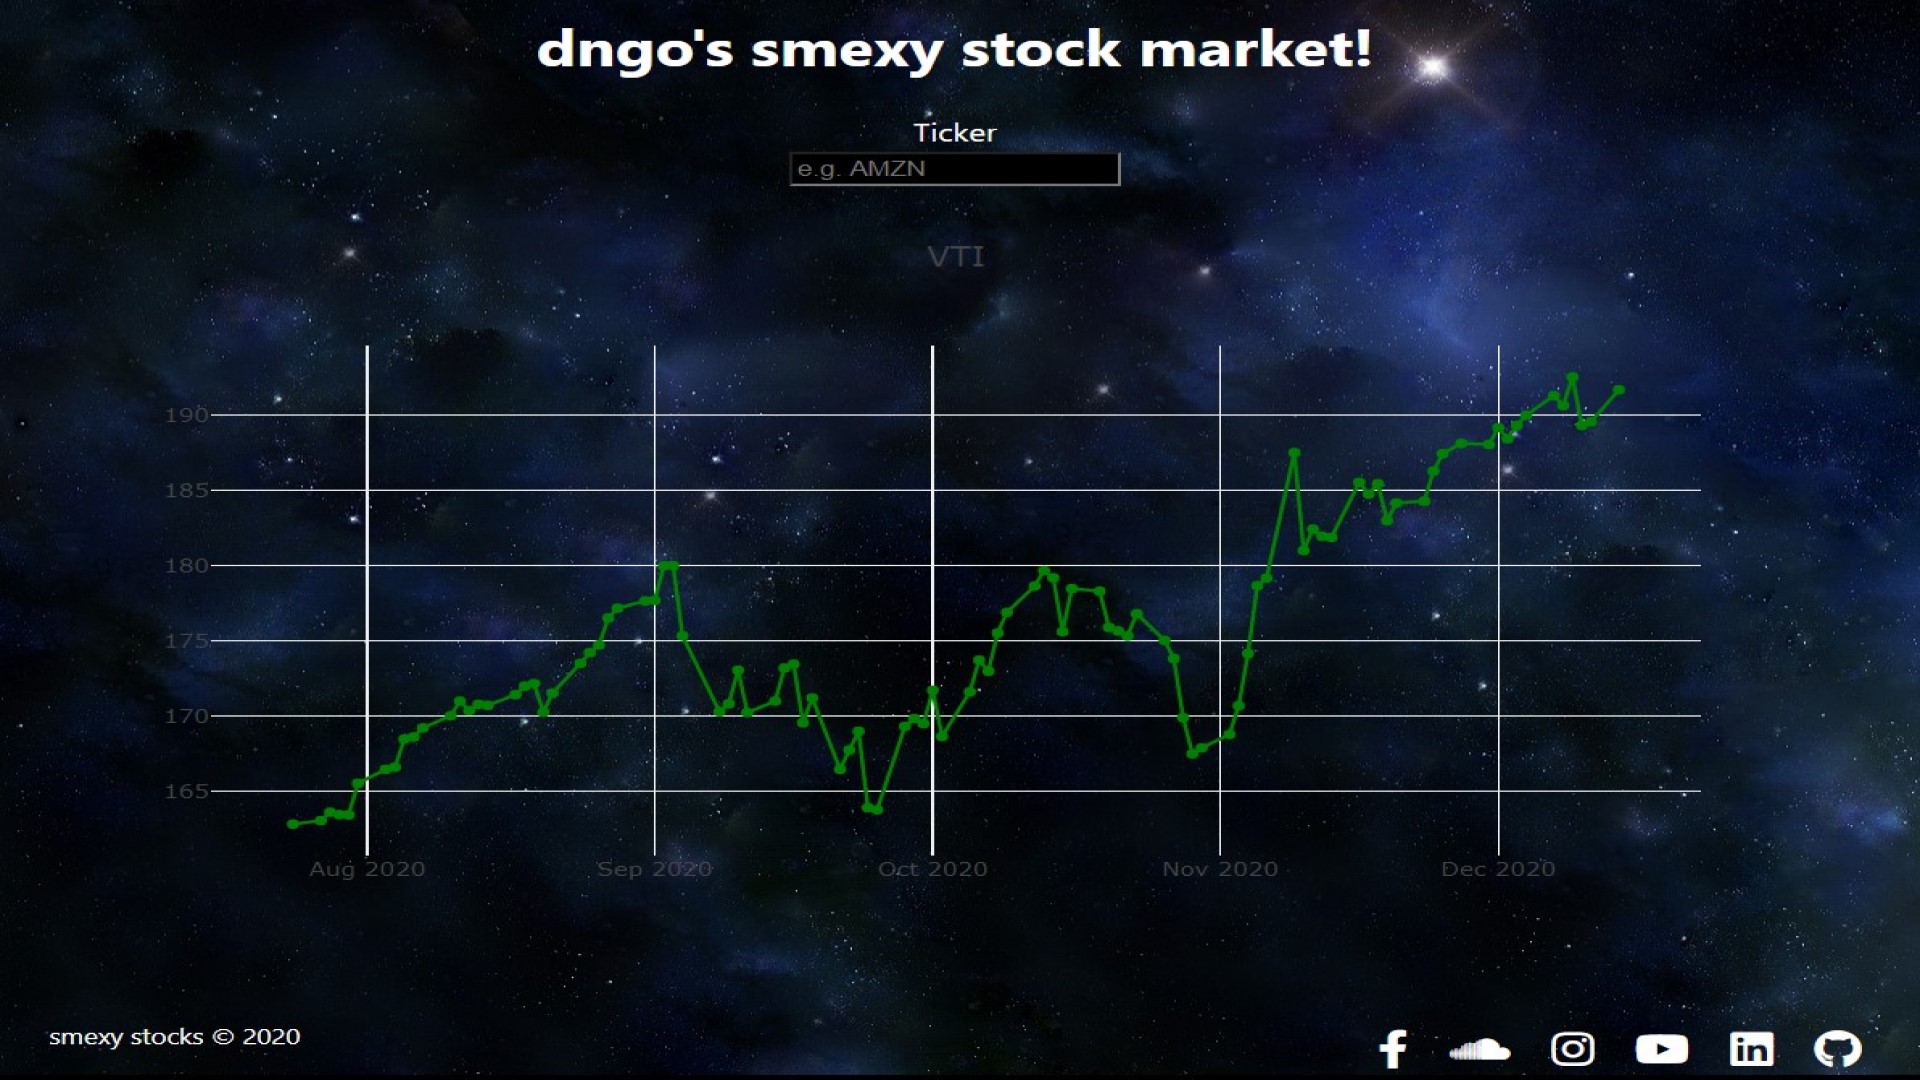 dngo's smexy stock market!
Ticker
e.g. AMZN
VTI
190
185
180
175
170
165
Aug 2020 Sep 2020 Oct 2020 Nov 2020 Dec 2020
smexy stocks © 2020